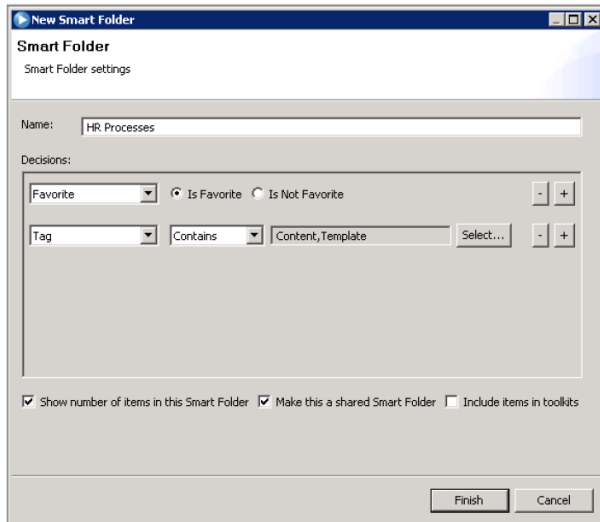 New Smart Folder
Smart Folder
Smart Folder settings
Name: HR Processes
Decisions:
Favorite Is Favorite Is Not Favorite - +
Tag Contains Content,Template Select... - +
Show number of items in this Smart Folder Make this a shared Smart Folder Include items in toolkits
Finish Cancel